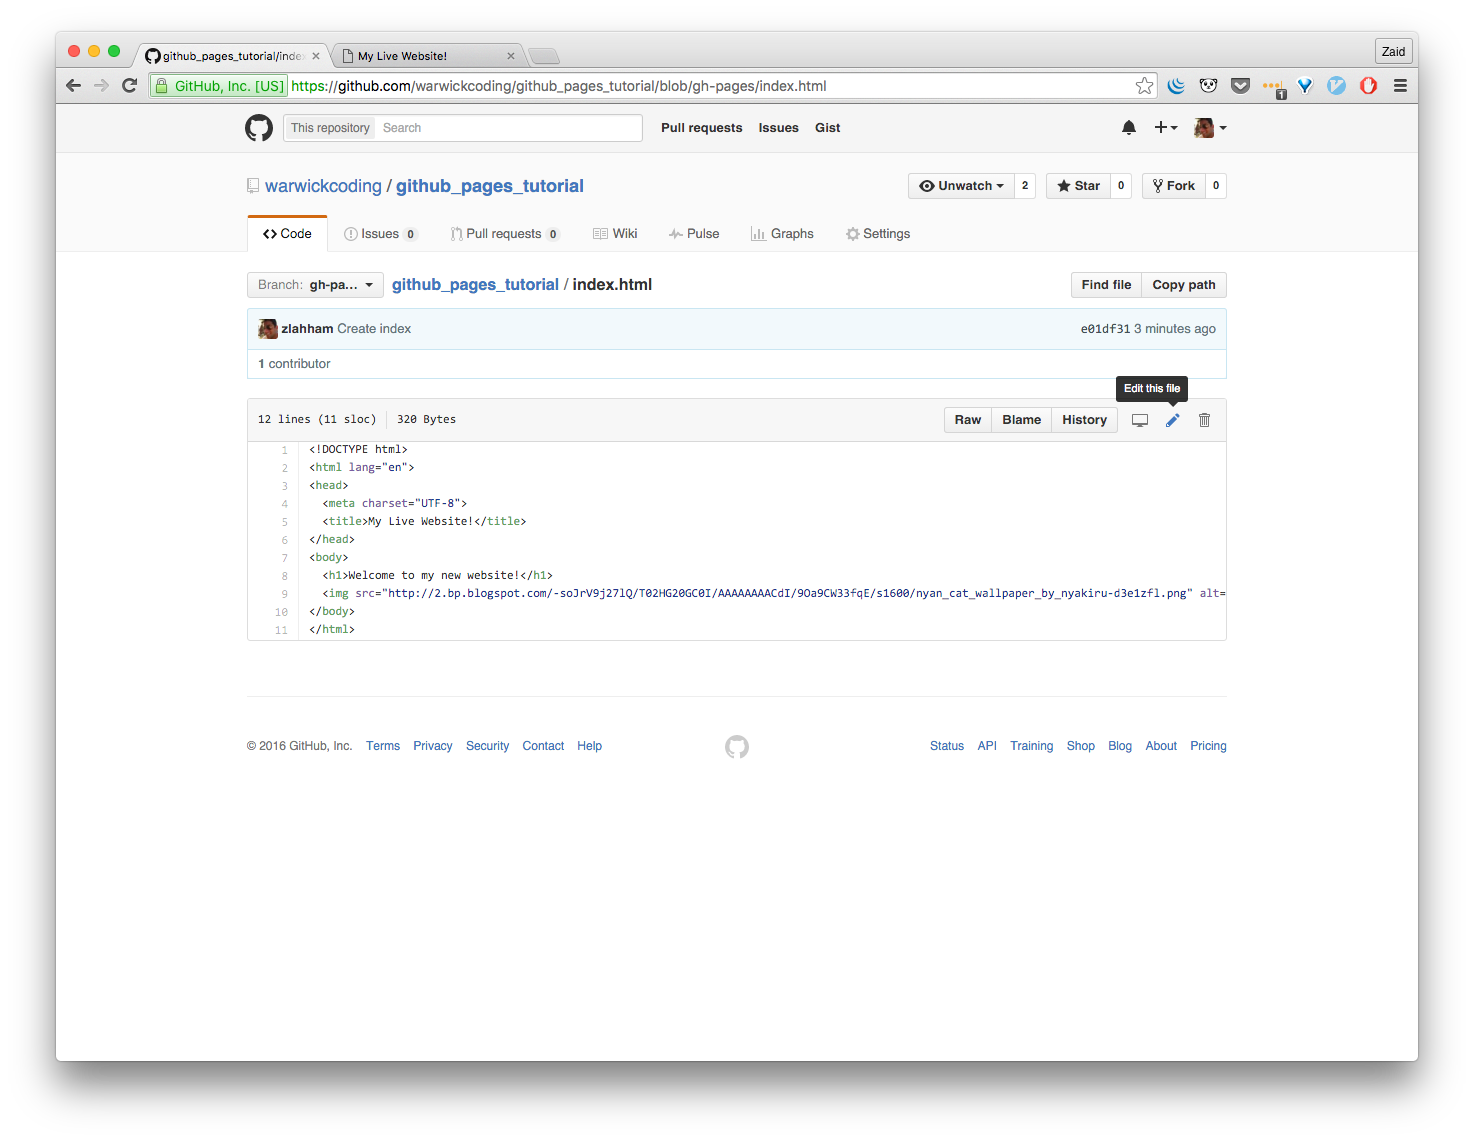 github_pages_tutorial/inde
My Live Website!
Zaid
GitHub, Inc. [US]
https://github.com/warwickcoding/github_pages_tutorial/blob/gh-pages/index.html
1
This repository
Search
Pull requests
Issues
Gist
warwickcoding / github_pages_tutorial
Unwatch 2
Star 0
Fork 0
Code
Issues 0
Pull requests 0
Wiki
Pulse
Graphs
Settings
Branch: gh-pa...
github_pages_tutorial / index.html
Find file
Copy path
zlahham Create index
e01df31 3 minutes ago
1 contributor
Edit this file
12 lines (11 sloc)
320 Bytes
Raw
Blame
History
1 <!DOCTYPE html>
2 <html lang="en">
3 <head>
4 <meta charset="UTF-8">
5 <title>My Live Website!</title>
6 </head>
7 <body>
8 <h1>Welcome to my new website!</h1>
9 <img src="http://2.bp.blogspot.com/-soJrV9j27lQ/T02HG20GC0I/AAAAAAAACdI/9Oa9CW33fqE/s1600/nyan_cat_wallpaper_by_nyakiru-d3e1zfl.png" alt=
10 </body>
11 </html>
© 2016 GitHub, Inc. Terms Privacy Security Contact Help
Status API Training Shop Blog About Pricing